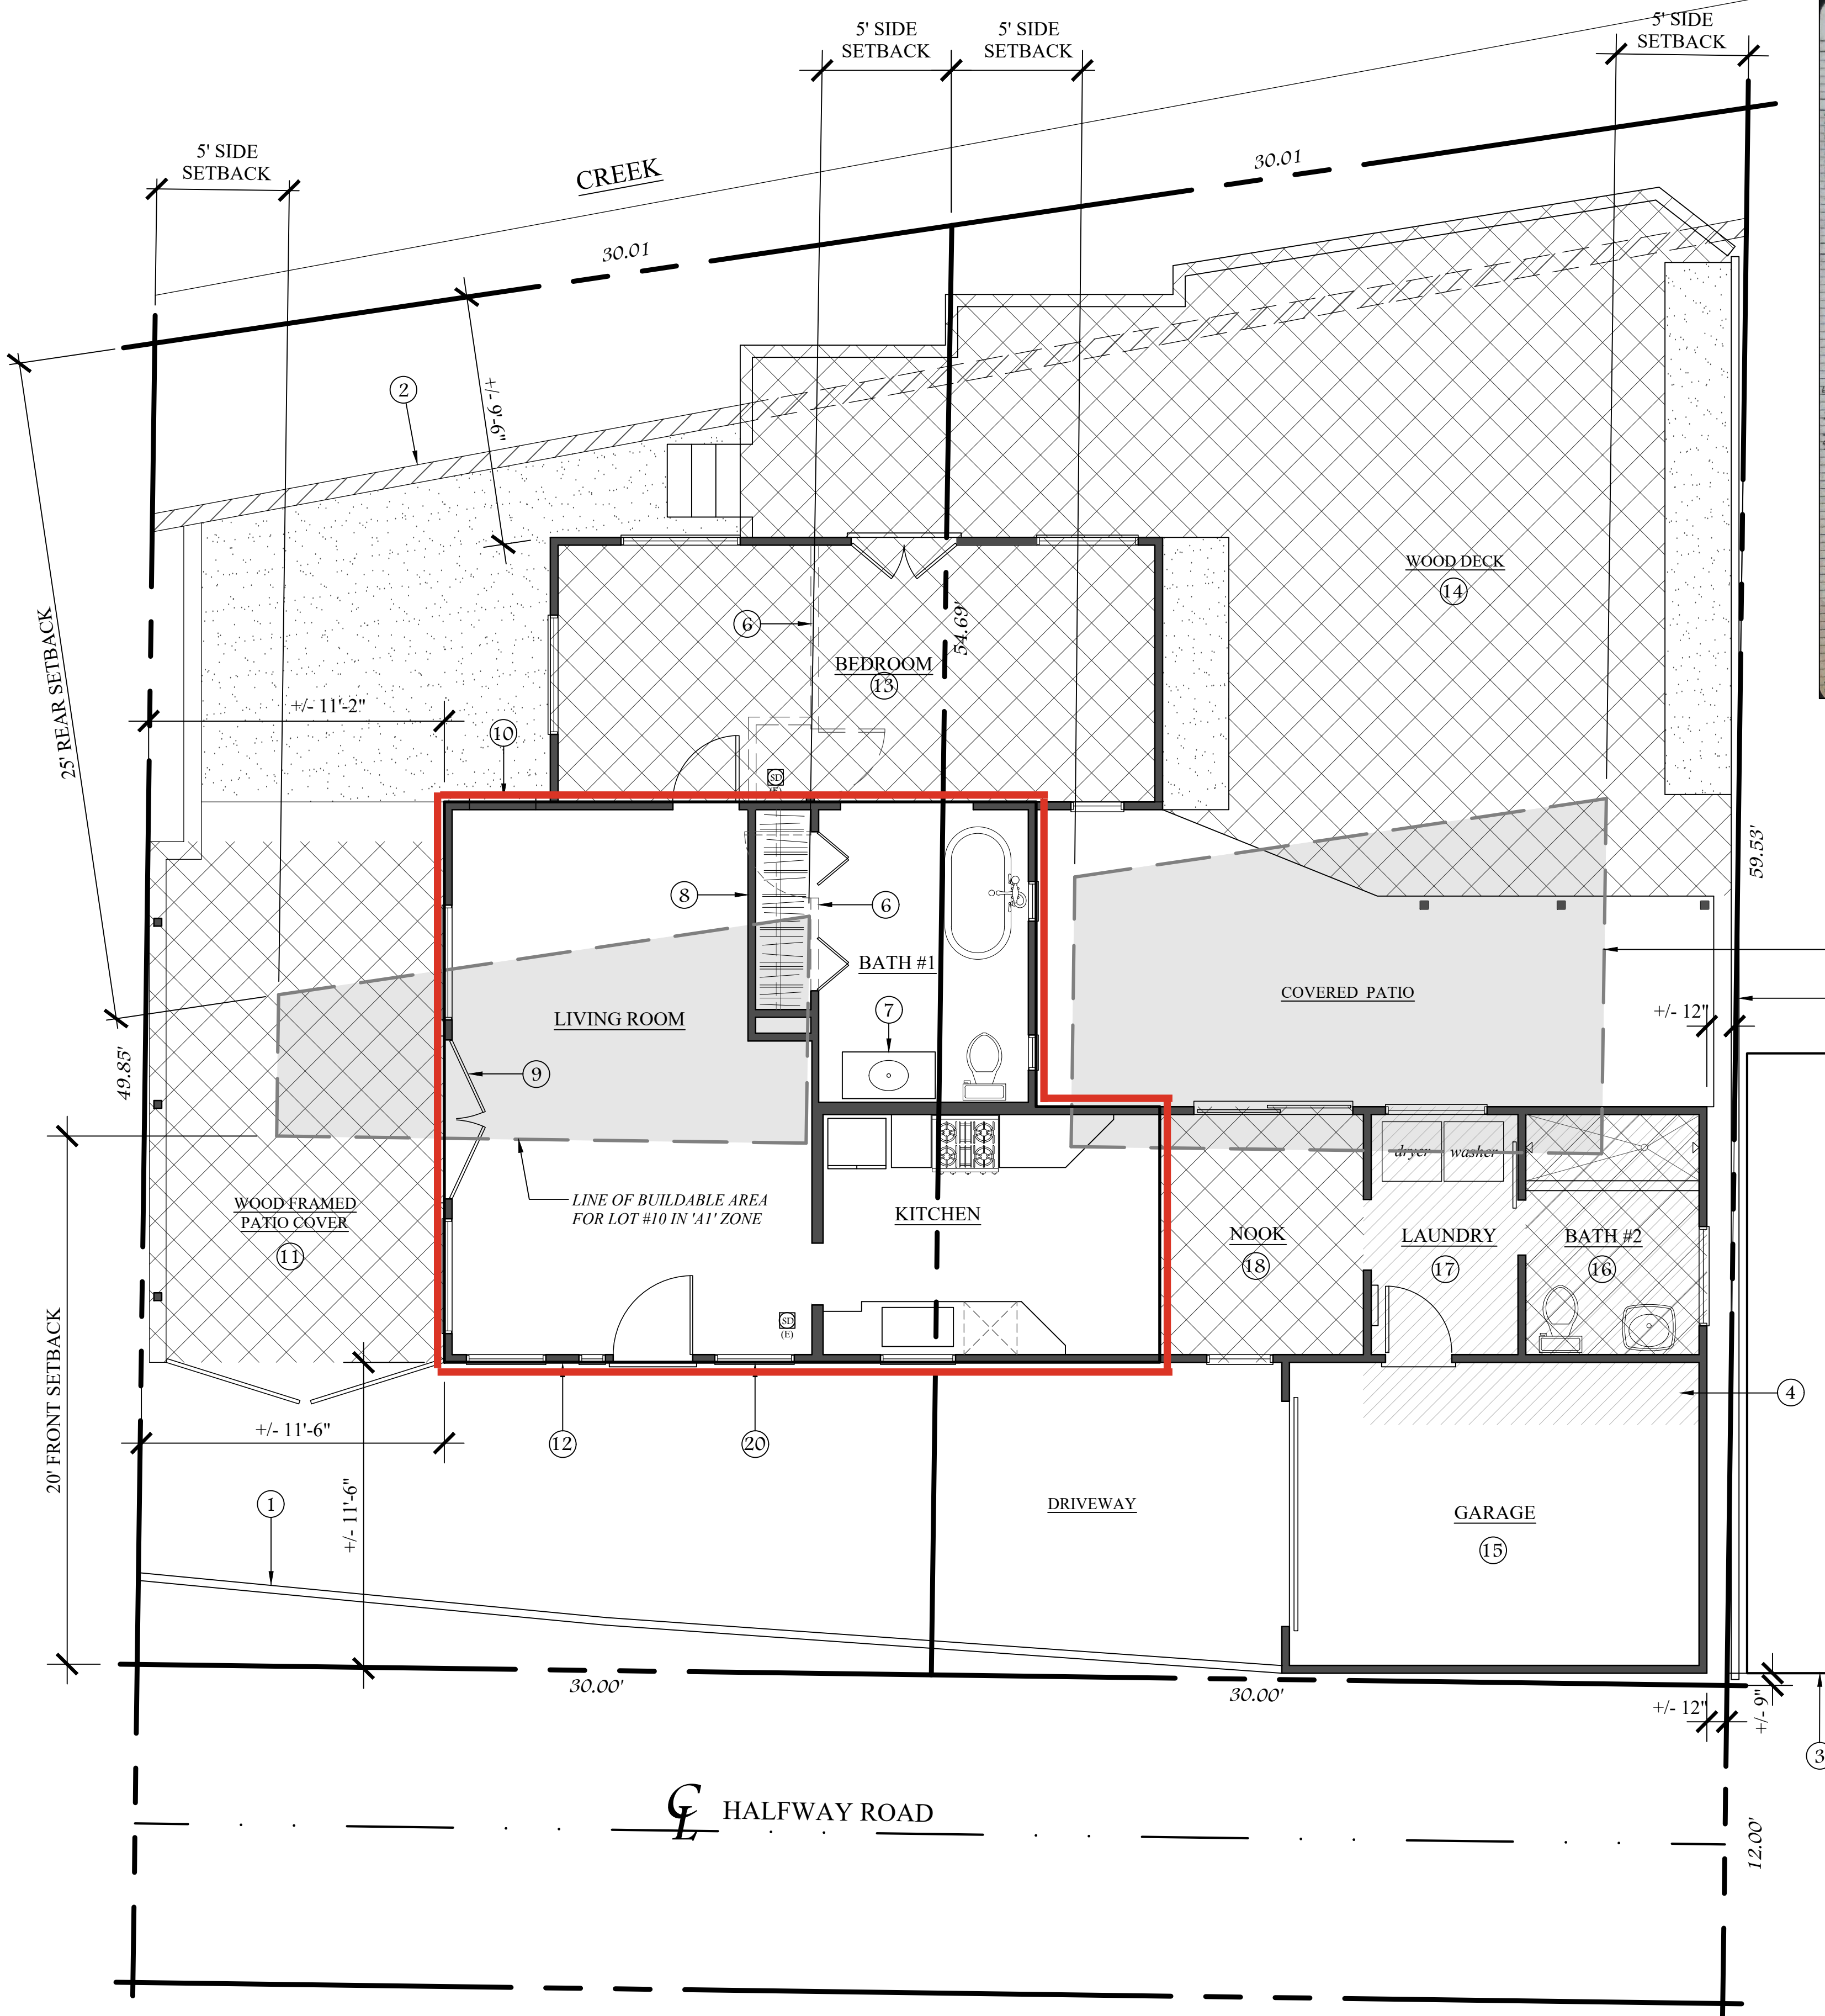 5' SIDE
SETBACK
5' SIDE
SETBACK
5' SIDE
SETBACK
5' SIDE
SETBACK
CREEK
30.01
30.01
+/- 9'-6"
2
25' REAR SETBACK
WOOD DECK
14
6
54.69'
BEDROOM
13
+/- 11'-2"
10
SD
(E)
59.53'
8
6
BATH #1
LIVING ROOM
7
COVERED PATIO
+/- 12"
9
49.85'
dryer
washer
LINE OF BUILDABLE AREA
FOR LOT #10 IN 'A1' ZONE
WOOD FRAMED
PATIO COVER
11
KITCHEN
NOOK
18
LAUNDRY
17
BATH #2
16
SD
(E)
20' FRONT SETBACK
4
+/- 11'-6"
12
20
1
+/- 11'-6"
DRIVEWAY
GARAGE
15
30.00'
30.00'
+/- 12"
+/- 9"
3
CL HALFWAY ROAD
12.00'